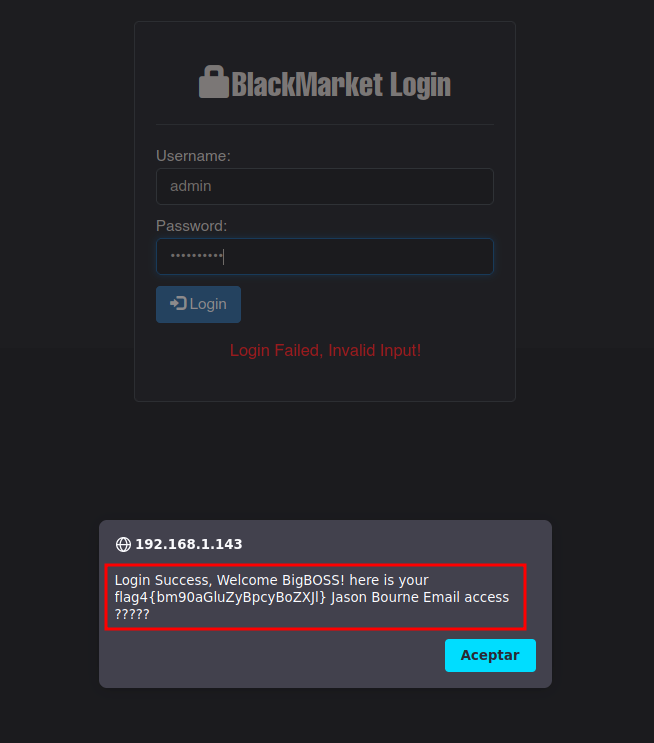 BlackMarket Login
Username:
admin
Password:
••••••••••
Login
Login Failed, Invalid Input!
192.168.1.143
Login Success, Welcome BigBOSS! here is your
flag4{bm90aGluZyBpcyBoZXJl} Jason Bourne Email access
?????
Aceptar